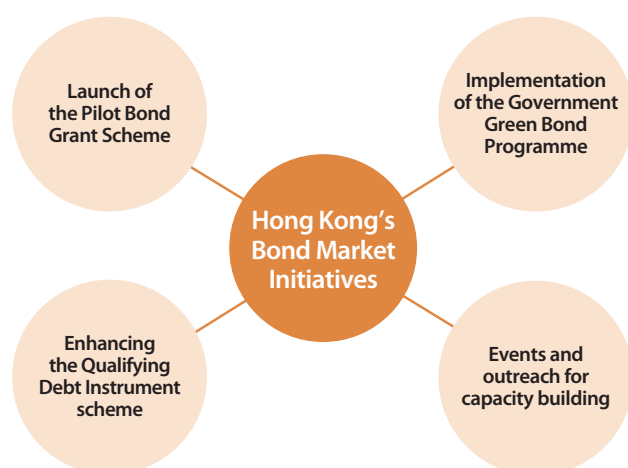 Launch of
the Pilot Bond
Grant Scheme
Implementation
of the Government
Green Bond
Programme
Hong Kong’s
Bond Market
Initiatives
Enhancing
the Qualifying
Debt Instrument
scheme
Events and
outreach for
capacity building